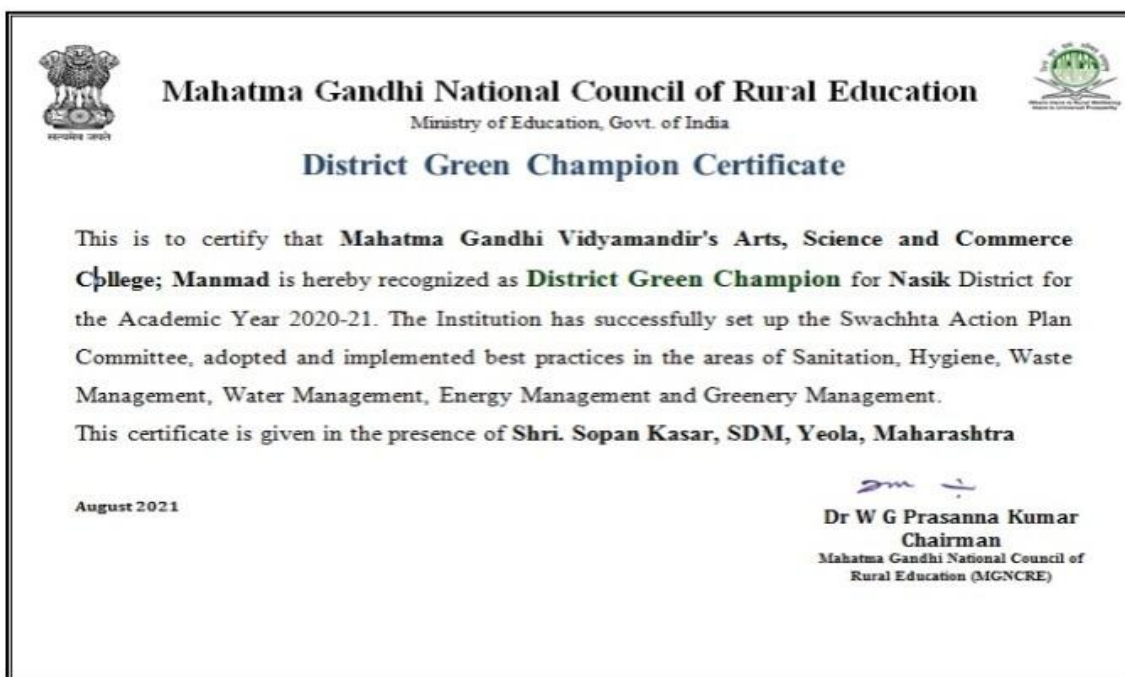 Mahatma Gandhi National Council of Rural Education
Ministry of Education, Govt. of India
सत्यमेव जयते
District Green Champion Certificate
This is to certify that Mahatma Gandhi Vidyamandir's Arts, Science and Commerce
College; Manmad is hereby recognized as District Green Champion for Nasik District for
the Academic Year 2020-21. The Institution has successfully set up the Swachhta Action Plan
Committee, adopted and implemented best practices in the areas of Sanitation, Hygiene, Waste
Management, Water Management, Energy Management and Greenery Management.
This certificate is given in the presence of Shri. Sopan Kasar, SDM, Yeola, Maharashtra
August 2021
Dr W G Prasanna Kumar
Chairman
Mahatma Gandhi National Council of
Rural Education (MGNCRE)